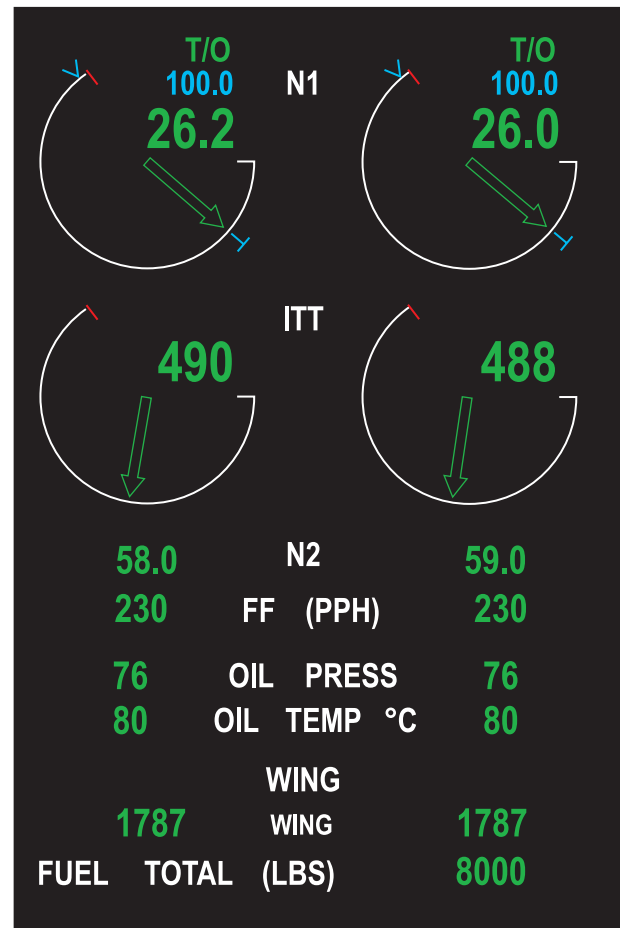 T/O T/O
100.0 N1 100.0
26.2 26.0
ITT
490 488
58.0 N2 59.0
230 FF (PPH) 230
76 OIL PRESS 76
80 OIL TEMP °C 80
WING
1787 WING 1787
FUEL TOTAL (LBS) 8000